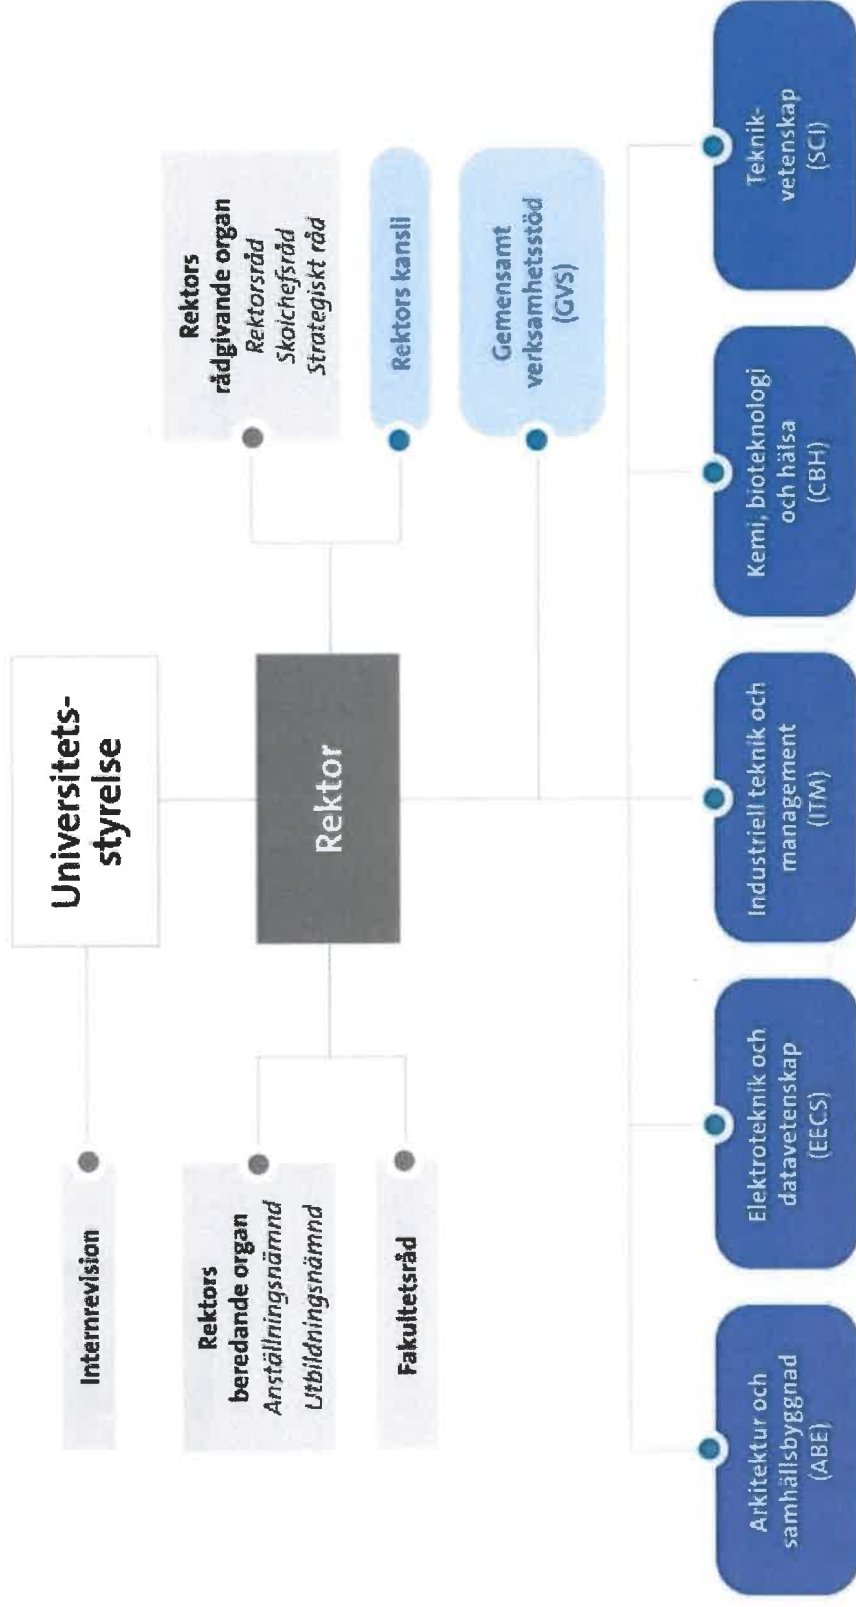 Universitets-
styrelse
Internrevision
Rektor
Rektors
beredande organ
Anställningsnämnd
Utbildningsnämnd
Fakultetsråd
Rektors
rådgivande organ
Rektorsråd
Skolchefsråd
Strategiskt råd
Rektors kansli
Gemensamt
verksamhetsstöd
(GVS)
Arkitektur och
samhällsbyggnad
(ABE)
Elektroteknik och
datavetenskap
(EECS)
Industriell teknik och
management
(ITM)
Kemi, bioteknologi
och hälsa
(CBH)
Teknik-
vetenskap
(SCI)